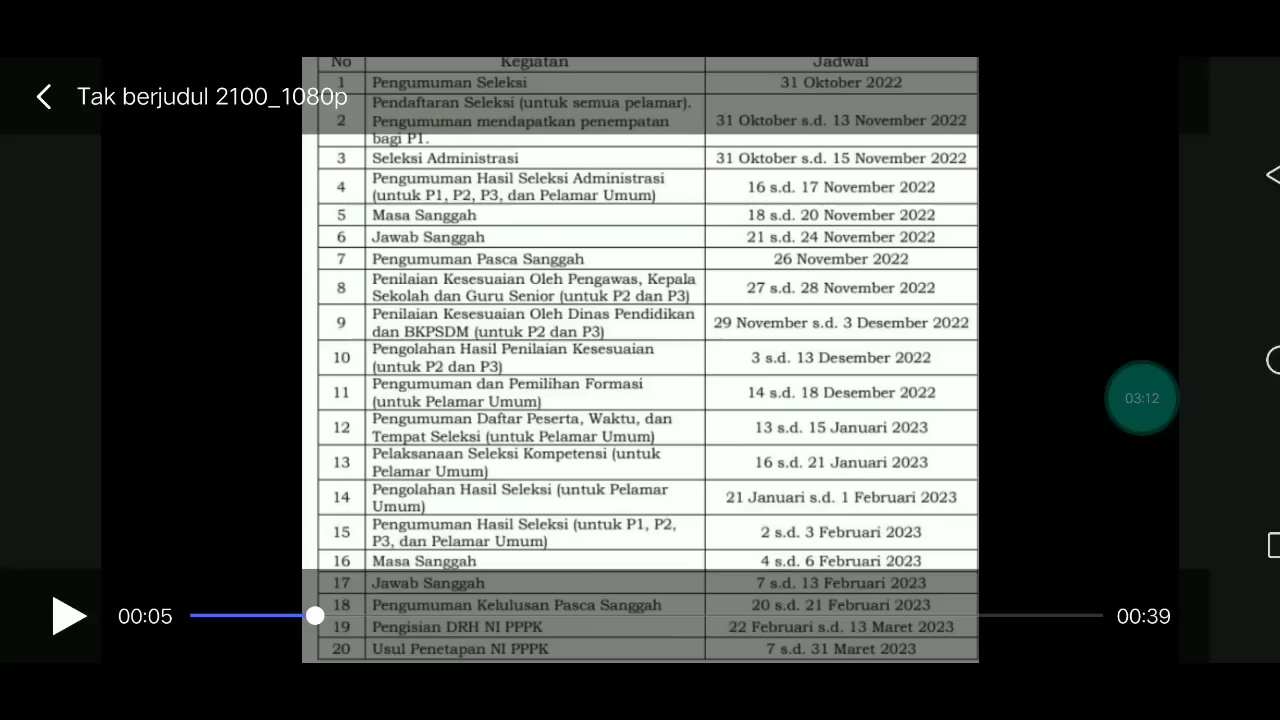 No Kegiatan Jadwal
Tak berjudul 2100_1080p
1 Pengumuman Seleksi 31 Oktober 2022
Pendaftaran Seleksi (untuk semua pelamar).
2 Pengumuman mendapatkan penempatan 31 Oktober s.d. 13 November 2022
bagi P1.
3 Seleksi Administrasi 31 Oktober s.d. 15 November 2022
4 Pengumuman Hasil Seleksi Administrasi 16 s.d. 17 November 2022
(untuk P1, P2, P3, dan Pelamar Umum)
5 Masa Sanggah 18 s.d. 20 November 2022
6 Jawab Sanggah 21 s.d. 24 November 2022
7 Pengumuman Pasca Sanggah 26 November 2022
8 Penilaian Kesesuaian Oleh Pengawas, Kepala 27 s.d. 28 November 2022
Sekolah dan Guru Senior (untuk P2 dan P3)
9 Penilaian Kesesuaian Oleh Dinas Pendidikan 29 November s.d. 3 Desember 2022
dan BKPSDM (untuk P2 dan P3)
10 Pengolahan Hasil Penilaian Kesesuaian 3 s.d. 13 Desember 2022
(untuk P2 dan P3)
11 Pengumuman dan Pemilihan Formasi 14 s.d. 18 Desember 2022
(untuk Pelamar Umum)
03:12
12 Pengumuman Daftar Peserta, Waktu, dan 13 s.d. 15 Januari 2023
Tempat Seleksi (untuk Pelamar Umum)
13 Pelaksanaan Seleksi Kompetensi (untuk 16 s.d. 21 Januari 2023
Pelamar Umum)
14 Pengolahan Hasil Seleksi (untuk Pelamar 21 Januari s.d. 1 Februari 2023
Umum)
15 Pengumuman Hasil Seleksi (untuk P1, P2, 2 s.d. 3 Februari 2023
P3, dan Pelamar Umum)
16 Masa Sanggah 4 s.d. 6 Februari 2023
17 Jawab Sanggah 7 s.d. 13 Februari 2023
18 Pengumuman Kelulusan Pasca Sanggah 20 s.d. 21 Februari 2023
00:05 00:39
19 Pengisian DRH NI PPPK 22 Februari s.d. 13 Maret 2023
20 Usul Penetapan NI PPPK 7 s.d. 31 Maret 2023